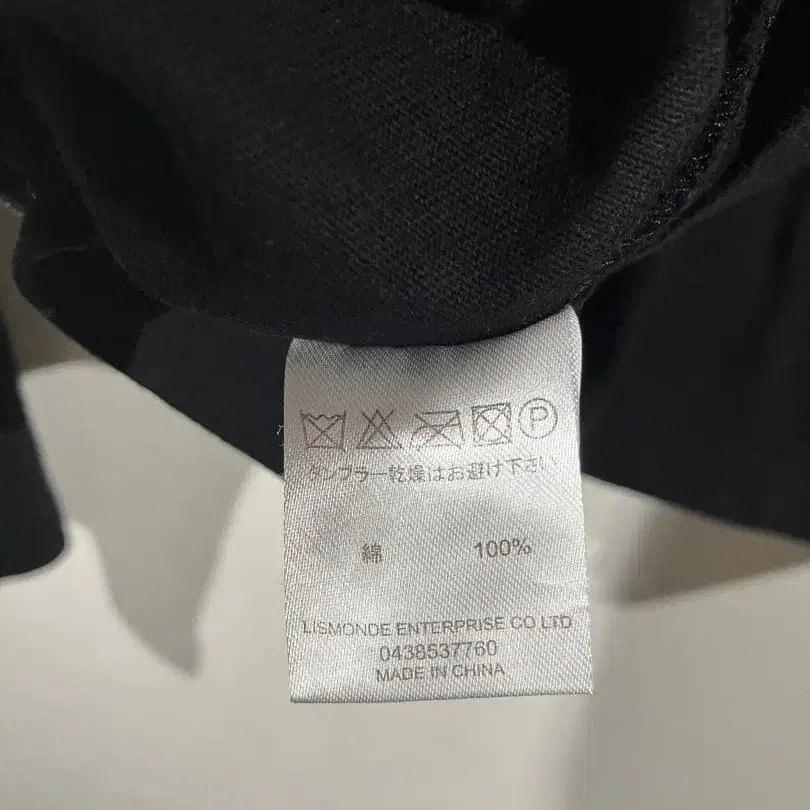 P
タンブラー乾燥はお避け下さい
綿 100%
LISMONDE ENTERPRISE CO LTD
0438537760
MADE IN CHINA